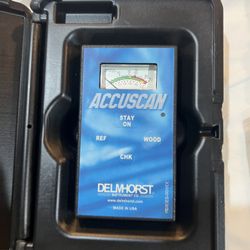 ACCUSCAN
STAY
ON
REF WOOD
CHK
DELMHORST
INSTRUMENT CO.
www.delmhorst.com
MADE IN USA